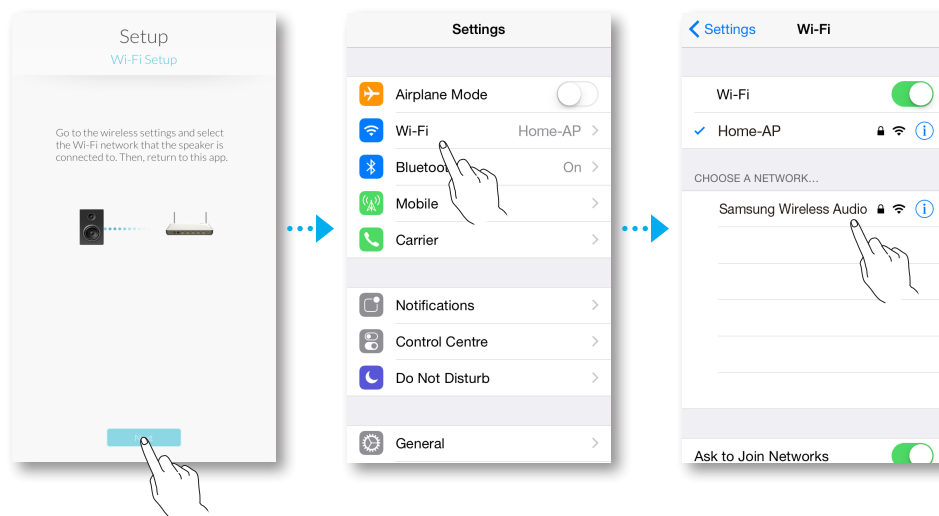 Setup
Wi-Fi Setup
Go to the wireless settings and select
the Wi-Fi network that the speaker is
connected to. Then, return to this app.
Settings
Airplane Mode
Wi-Fi Home-AP
On
Mobile
Carrier
Notifications
Control Centre
Do Not Disturb
General
Settings Wi-Fi
Wi-Fi
Home-AP
CHOOSE A NETWORK...
Samsung Wireless Audio
Ask to Join Networks